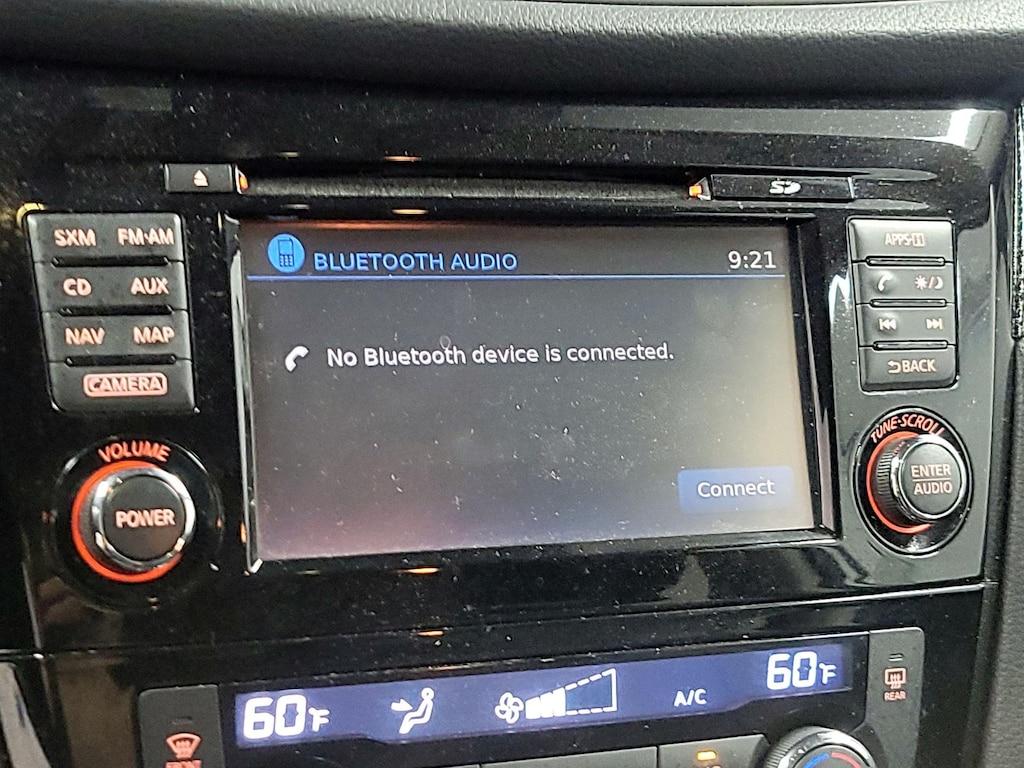 SD
SXM FM·AM
CD AUX
NAV MAP
CAMERA
VOLUME
POWER
BLUETOOTH AUDIO 9:21
No Bluetooth device is connected.
Connect
APPS·i
BACK
TUNE·SCROLL
ENTER
AUDIO
60°F A/C 60°F
FRONT
REAR